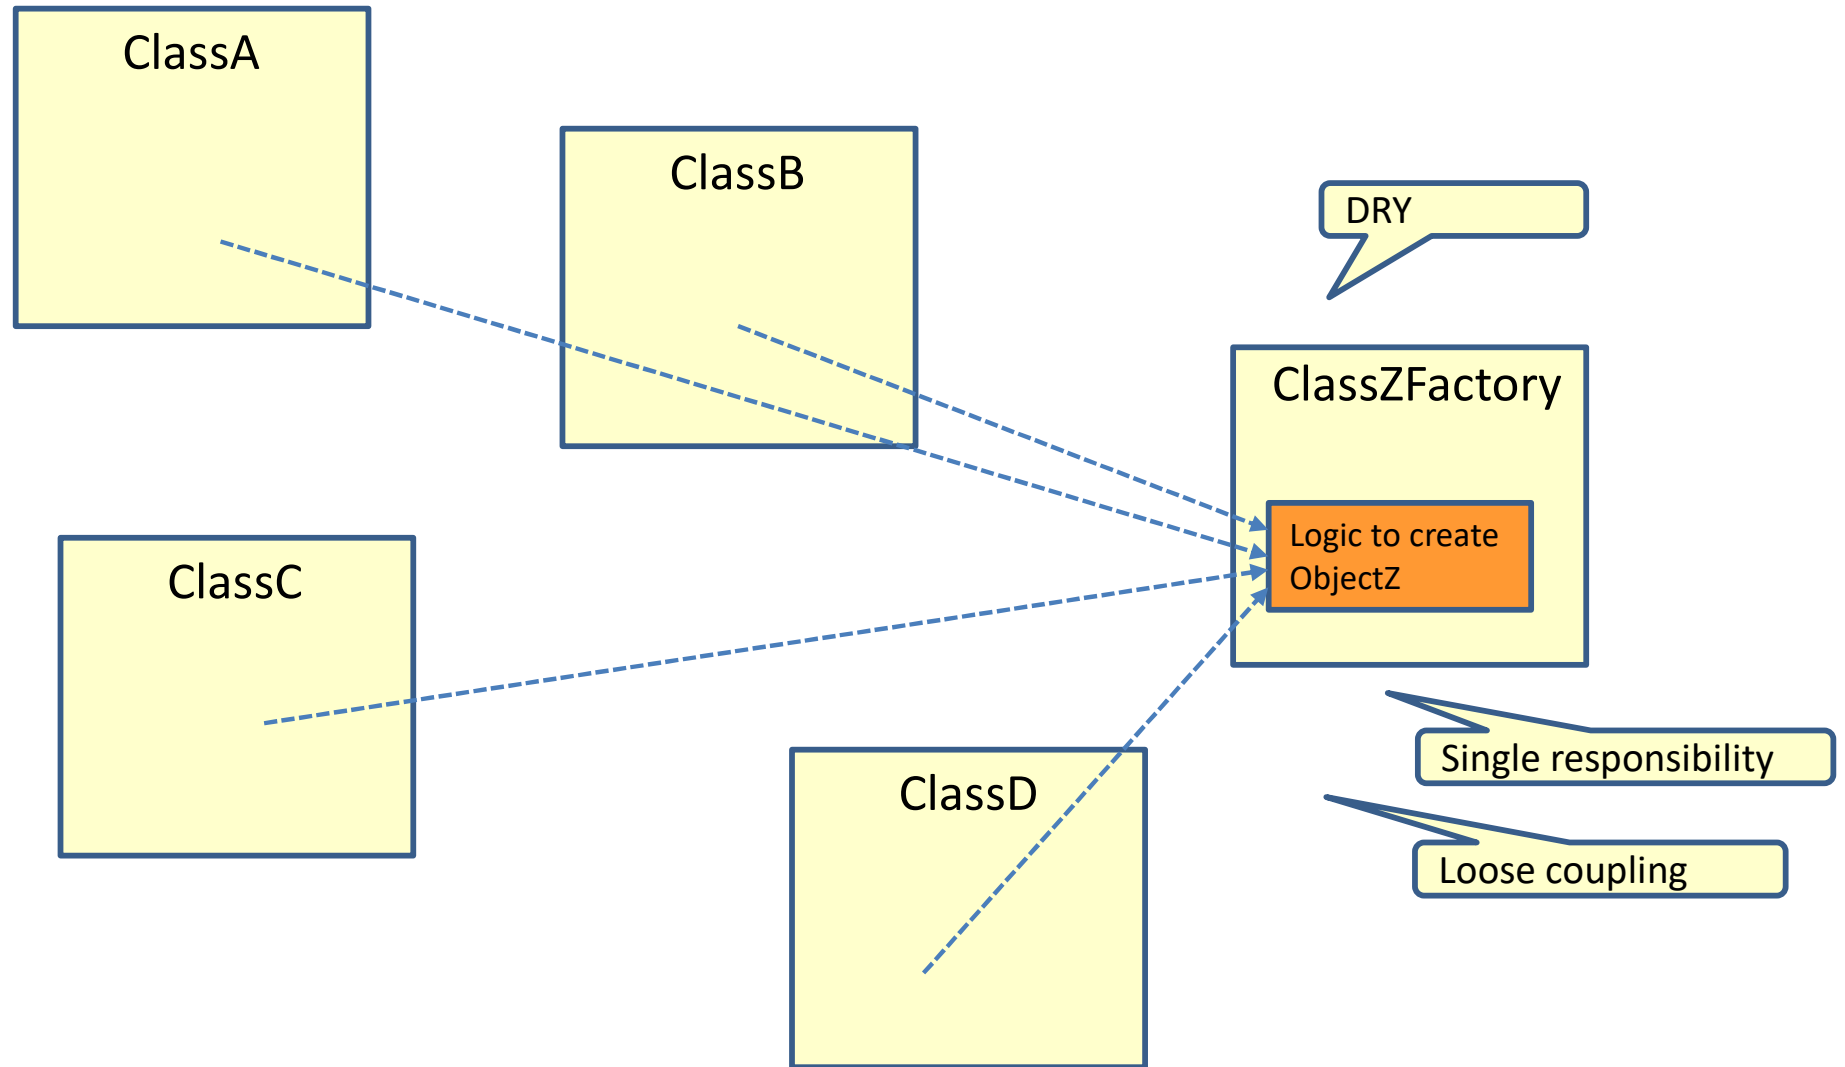 ClassA
ClassB
DRY
ClassZFactory
Logic to create
ObjectZ
ClassC
Single responsibility
ClassD
Loose coupling